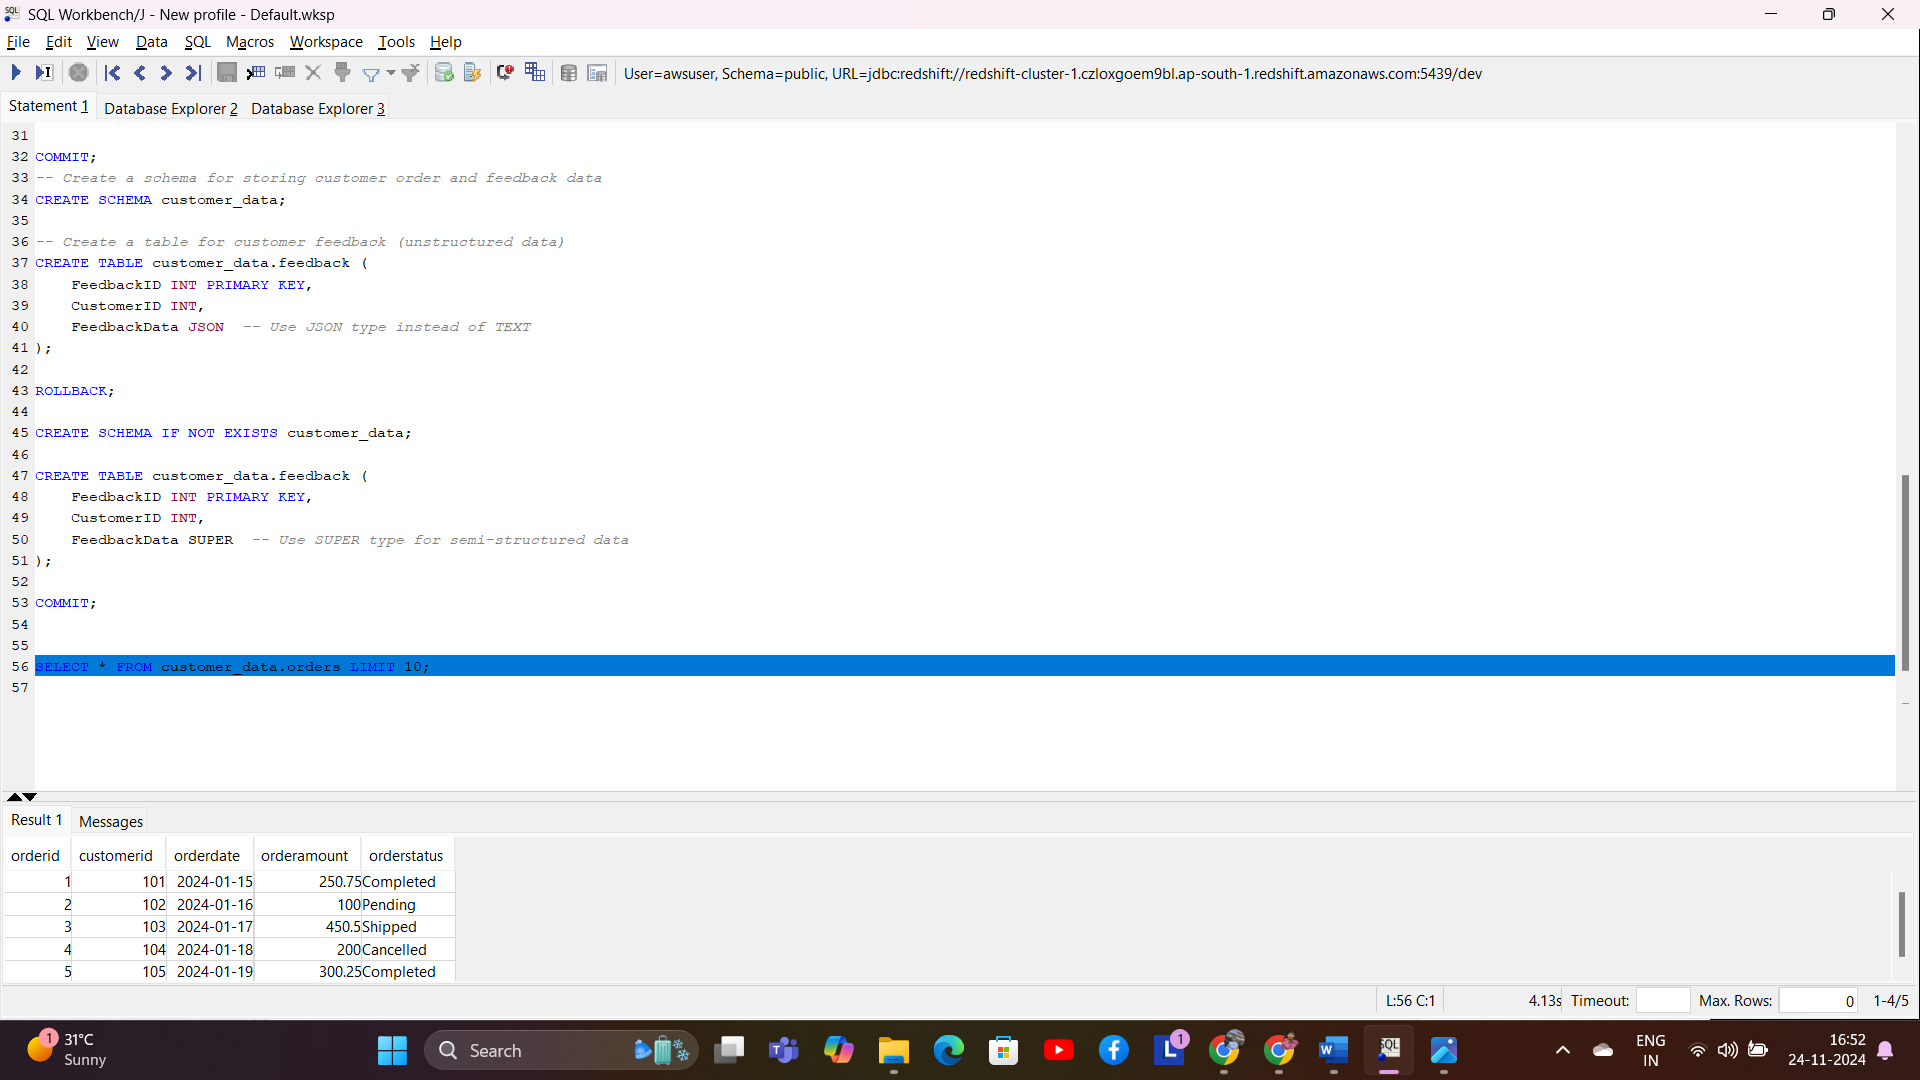 SQL Workbench/J - New profile - Default.wksp
File Edit View Data SQL Macros Workspace Tools Help
User=awsuser, Schema=public, URL=jdbc:redshift://redshift-cluster-1.czloxgoem9bl.ap-south-1.redshift.amazonaws.com:5439/dev
Statement 1 Database Explorer 2 Database Explorer 3
31
32 COMMIT;
33 -- Create a schema for storing customer order and feedback data
34 CREATE SCHEMA customer_data;
35
36 -- Create a table for customer feedback (unstructured data)
37 CREATE TABLE customer_data.feedback (
38 FeedbackID INT PRIMARY KEY,
39 CustomerID INT,
40 FeedbackData JSON -- Use JSON type instead of TEXT
41 );
42
43 ROLLBACK;
44
45 CREATE SCHEMA IF NOT EXISTS customer_data;
46
47 CREATE TABLE customer_data.feedback (
48 FeedbackID INT PRIMARY KEY,
49 CustomerID INT,
50 FeedbackData SUPER -- Use SUPER type for semi-structured data
51 );
52
53 COMMIT;
54
55
56 SELECT * FROM customer_data.orders LIMIT 10;
57
Result 1 Messages
orderid customerid orderdate orderamount orderstatus
1 101 2024-01-15 250.75 Completed
2 102 2024-01-16 100 Pending
3 103 2024-01-17 450.5 Shipped
4 104 2024-01-18 200 Cancelled
5 105 2024-01-19 300.25 Completed
L:56 C:1 4.13s Timeout: Max. Rows: 0 1-4/5
1 31°C
Sunny
Search
1
ENG
IN
16:52
24-11-2024